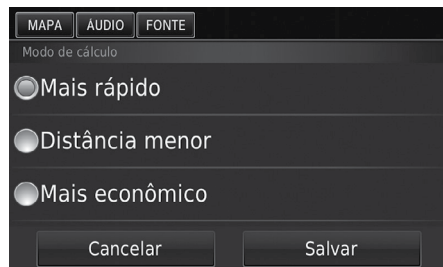 MAPA ÁUDIO FONTE
Modo de cálculo
Mais rápido
Distância menor
Mais econômico
Cancelar Salvar